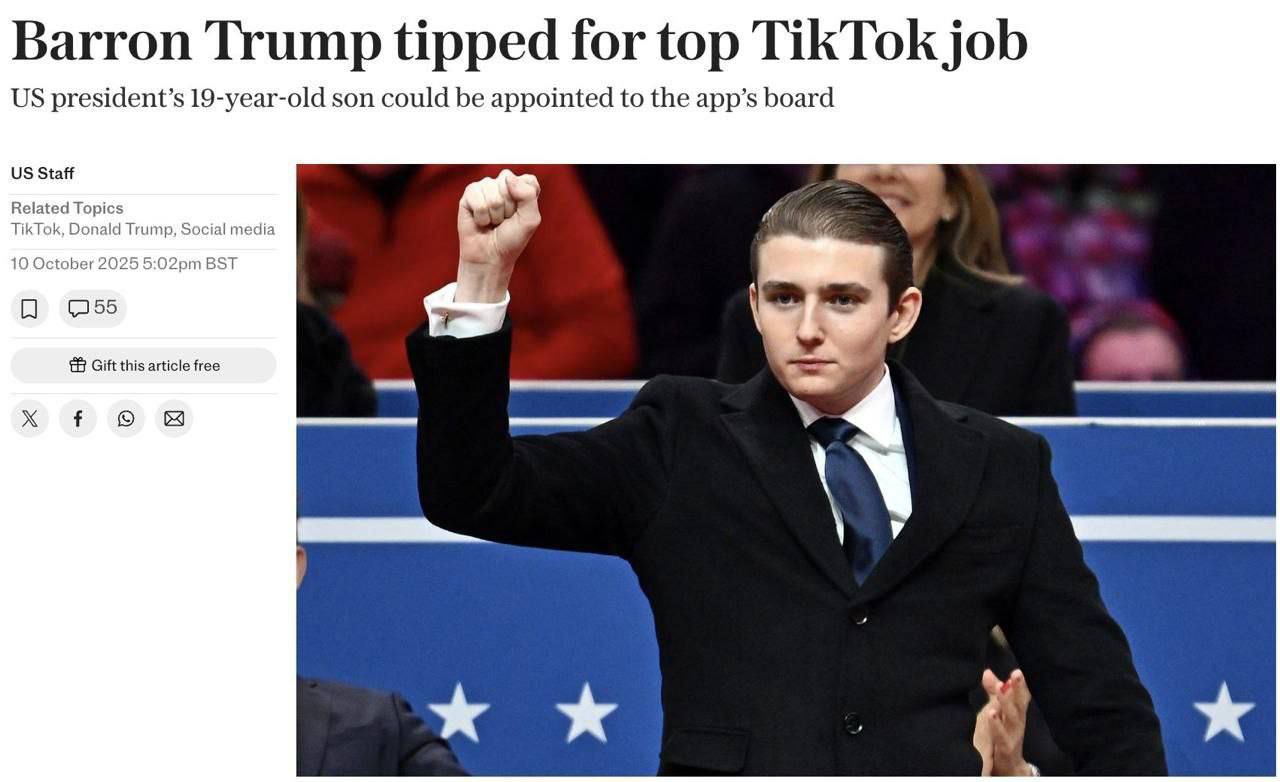 Barron Trump tipped for top TikTok job
US president’s 19-year-old son could be appointed to the app’s board
US Staff
Related Topics
TikTok, Donald Trump, Social media
10 October 2025 5:02pm BST
55
Gift this article free